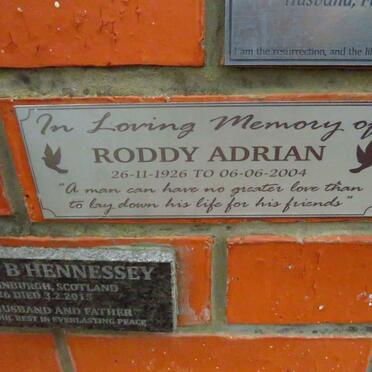 Husband,
I am the resurrection, and the
In Loving Memory of
RODDY ADRIAN
26-11-1926 TO 06-06-2004
"A man can have no greater love than
to lay down his life for his friends"
B HENNESSEY
INBURGH, SCOTLAND
DIED 3.2.2015
USBAND AND FATHER
REST IN EVERLASTING PEACE